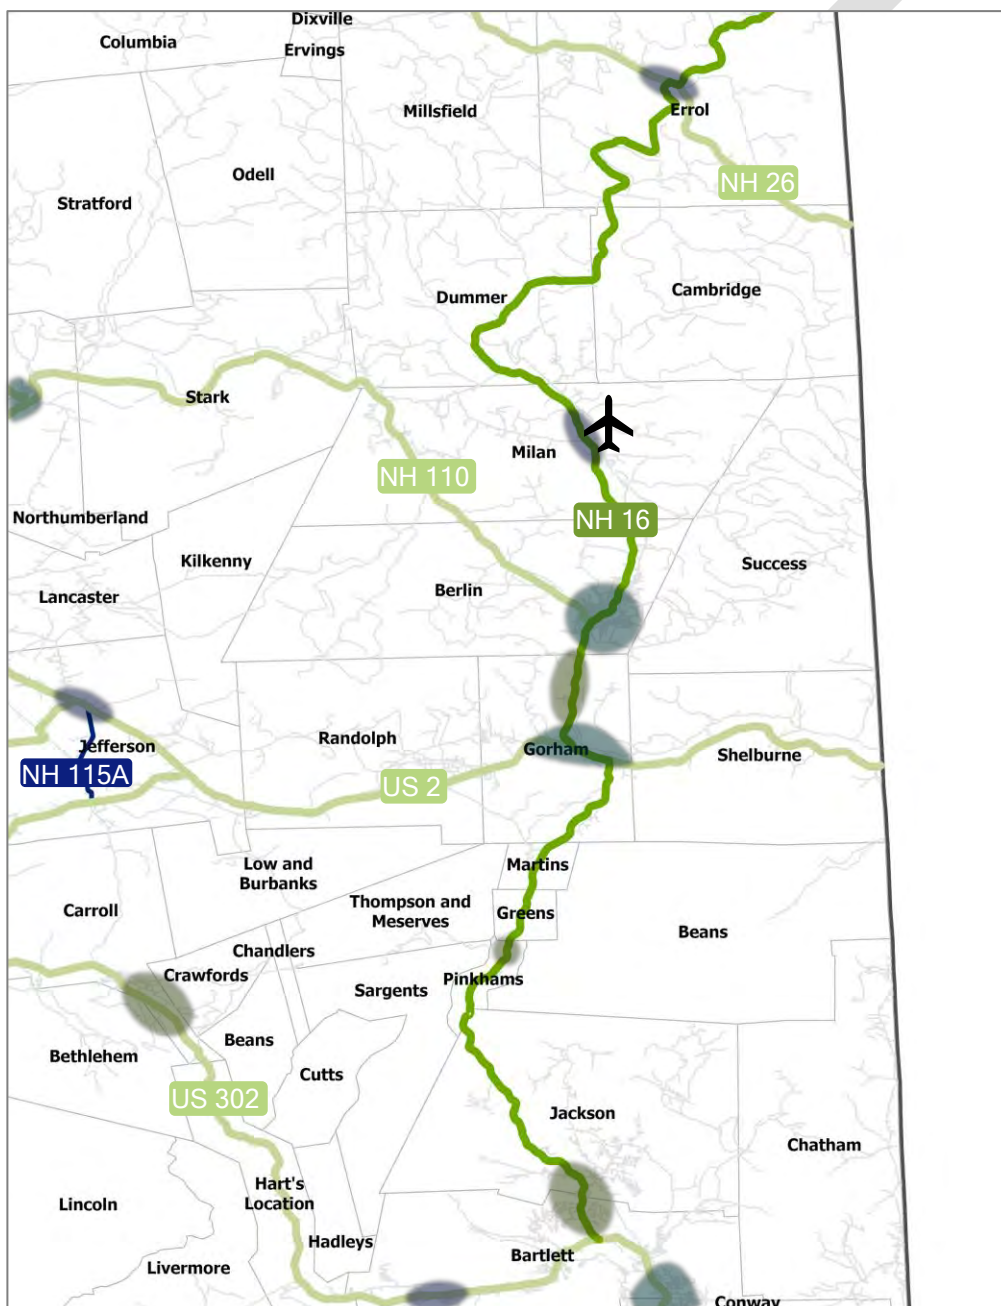 Dixville
Columbia
Ervings
Millsfield
Errol
Odell
NH 26
Stratford
Dummer
Cambridge
Stark
Milan
NH 110
Northumberland
NH 16
Kilkenny
Success
Lancaster
Berlin
Randolph
Jefferson
Gorham
Shelburne
NH 115A
US 2
Low and
Burbanks
Martins
Thompson and
Meserves
Carroll
Greens
Beans
Chandlers
Crawfords
Pinkhams
Sargents
Beans
Bethlehem
Cutts
US 302
Jackson
Chatham
Hart's
Location
Lincoln
Hadleys
Bartlett
Livermore
Conway